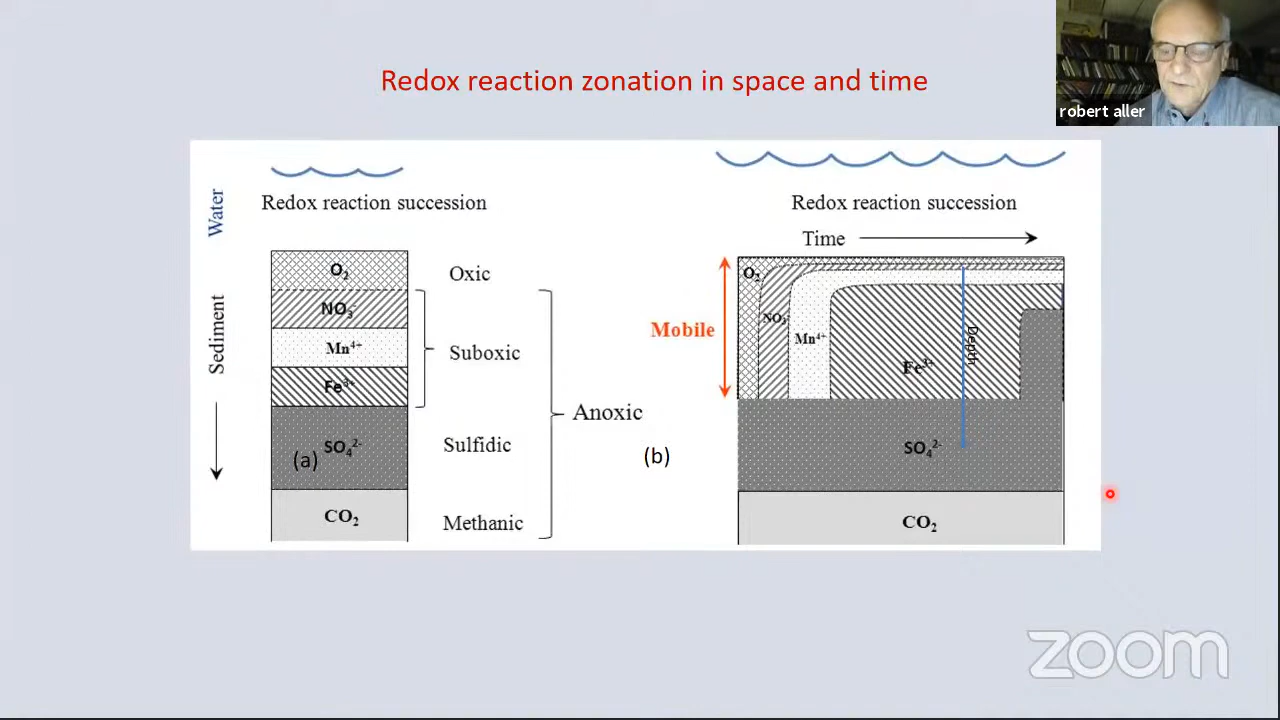 Redox reaction zonation in space and time
robert aller
Water
Sediment
Redox reaction succession
O₂
NO₃⁻
Mn⁴⁺
Fe³⁺
SO₄²⁻
(a)
CO₂
Oxic
Suboxic
Anoxic
Sulfidic
Methanic
(b)
Redox reaction succession
Time
Mobile
O₂
NO₃⁻
Mn⁴⁺
Fe³⁺
Depth
SO₄²⁻
CO₂
zoom